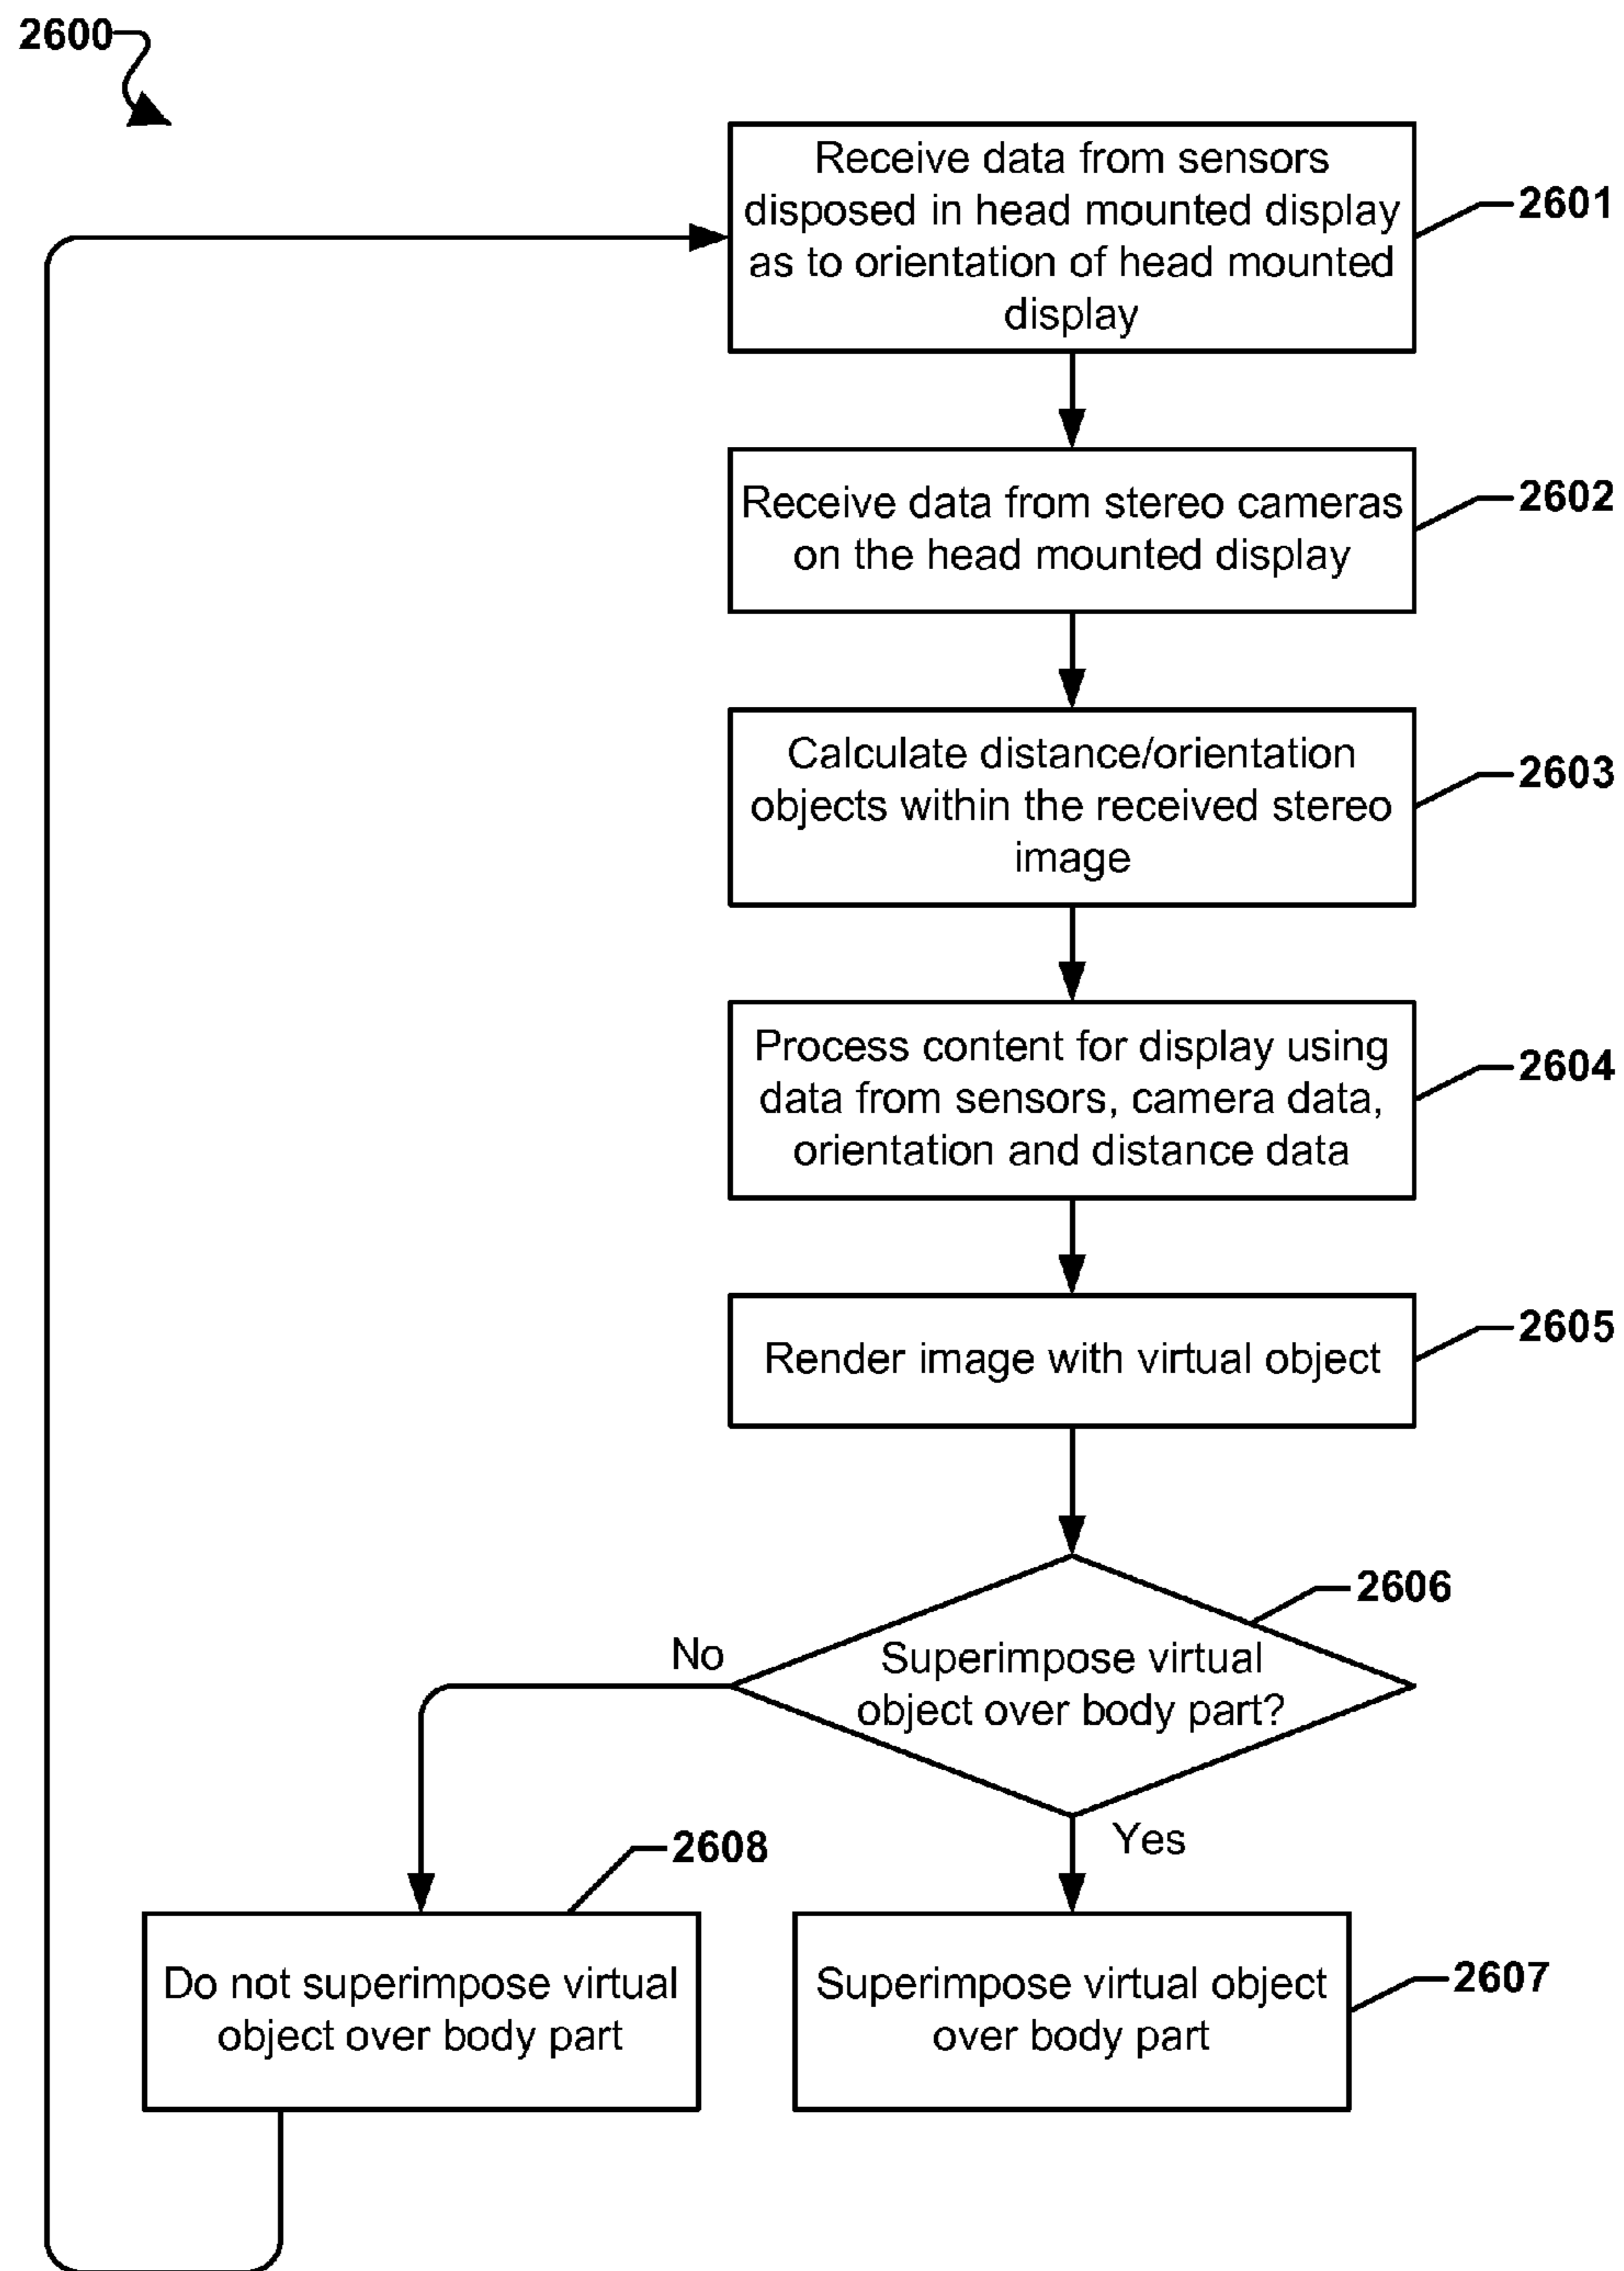 2600
Receive data from sensors
disposed in head mounted display
as to orientation of head mounted
display
2601
Receive data from stereo cameras
on the head mounted display
2602
Calculate distance/orientation
objects within the received stereo
image
2603
Process content for display using
data from sensors, camera data,
orientation and distance data
2604
Render image with virtual object
2605
Superimpose virtual
object over body part?
2606
No
Yes
Do not superimpose virtual
object over body part
2608
Superimpose virtual object
over body part
2607